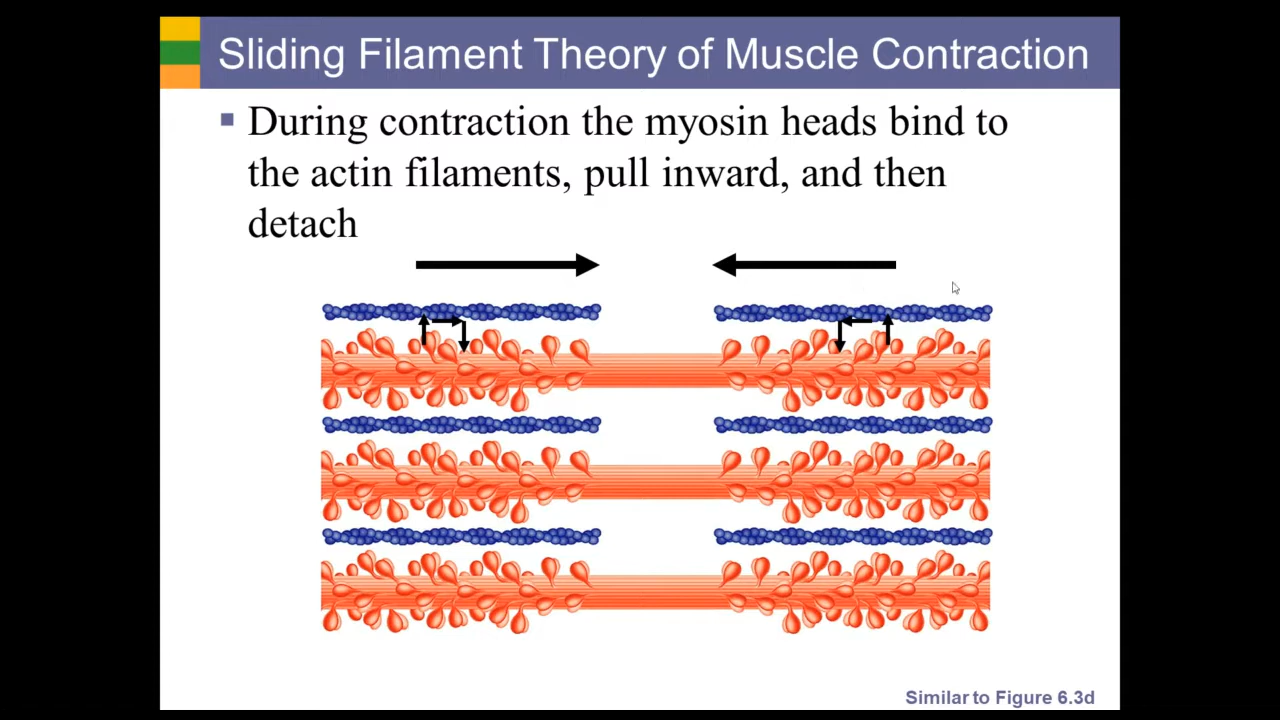 Sliding Filament Theory of Muscle Contraction
During contraction the myosin heads bind to
the actin filaments, pull inward, and then
detach
Similar to Figure 6.3d